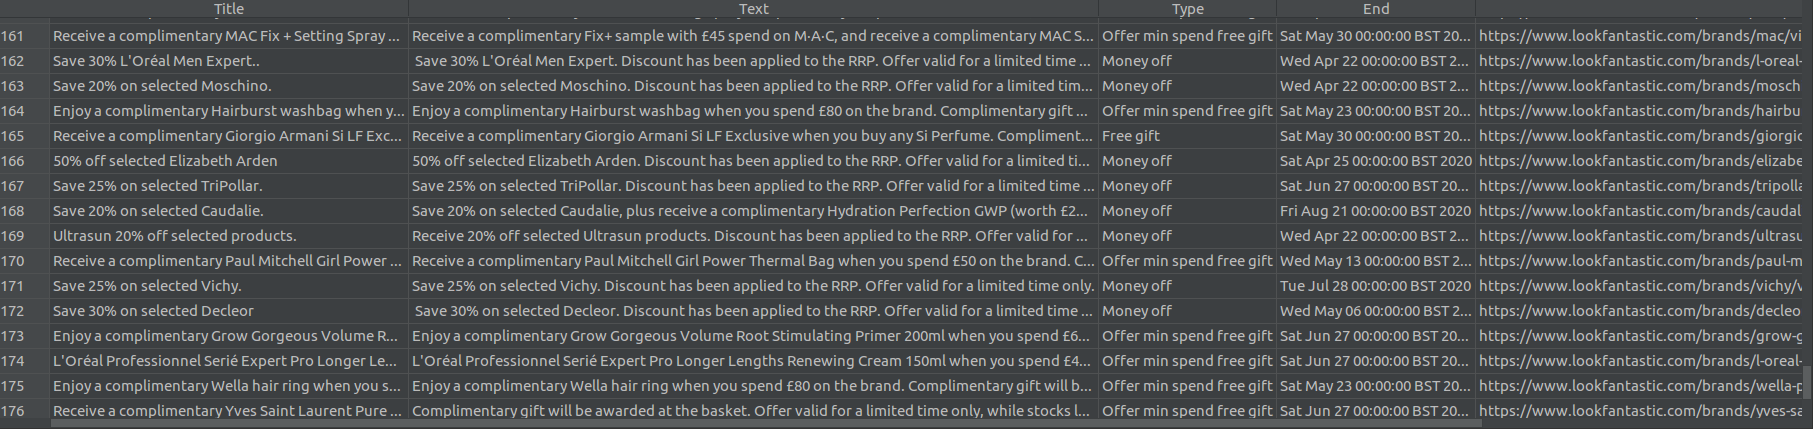 Title Text Type End
161 Receive a complimentary MAC Fix + Setting Spray ... Receive a complimentary Fix+ sample with £45 spend on M·A·C, and receive a complimentary MAC S... Offer min spend free gift Sat May 30 00:00:00 BST 20... https://www.lookfantastic.com/brands/mac/vi
162 Save 30% L'Oréal Men Expert.. Save 30% L'Oréal Men Expert. Discount has been applied to the RRP. Offer valid for a limited time ... Money off Wed Apr 22 00:00:00 BST 2... https://www.lookfantastic.com/brands/l-oreal-
163 Save 20% on selected Moschino. Save 20% on selected Moschino. Discount has been applied to the RRP. Offer valid for a limited tim... Money off Wed Apr 22 00:00:00 BST 2... https://www.lookfantastic.com/brands/mosch
164 Enjoy a complimentary Hairburst washbag when y... Enjoy a complimentary Hairburst washbag when you spend £80 on the brand. Complimentary gift ... Offer min spend free gift Sat May 23 00:00:00 BST 20... https://www.lookfantastic.com/brands/hairbu
165 Receive a complimentary Giorgio Armani Si LF Exc... Receive a complimentary Giorgio Armani Si LF Exclusive when you buy any Si Perfume. Compliment... Free gift Sat May 30 00:00:00 BST 20... https://www.lookfantastic.com/brands/giorgio
166 50% off selected Elizabeth Arden 50% off selected Elizabeth Arden. Discount has been applied to the RRP. Offer valid for a limited ti... Money off Sat Apr 25 00:00:00 BST 2020 https://www.lookfantastic.com/brands/elizabe
167 Save 25% on selected TriPollar. Save 25% on selected TriPollar. Discount has been applied to the RRP. Offer valid for a limited time ... Money off Sat Jun 27 00:00:00 BST 20... https://www.lookfantastic.com/brands/tripolla
168 Save 20% on selected Caudalie. Save 20% on selected Caudalie, plus receive a complimentary Hydration Perfection GWP (worth £2... Money off Fri Aug 21 00:00:00 BST 2020 https://www.lookfantastic.com/brands/caudal
169 Ultrasun 20% off selected products. Receive 20% off selected Ultrasun products. Discount has been applied to the RRP. Offer valid for ... Money off Wed Apr 22 00:00:00 BST 2... https://www.lookfantastic.com/brands/ultrasu
170 Receive a complimentary Paul Mitchell Girl Power ... Receive a complimentary Paul Mitchell Girl Power Thermal Bag when you spend £50 on the brand. C... Offer min spend free gift Wed May 13 00:00:00 BST 2... https://www.lookfantastic.com/brands/paul-m
171 Save 25% on selected Vichy. Save 25% on selected Vichy. Discount has been applied to the RRP. Offer valid for a limited time only. Money off Tue Jul 28 00:00:00 BST 2020 https://www.lookfantastic.com/brands/vichy/v
172 Save 30% on selected Decleor Save 30% on selected Decleor. Discount has been applied to the RRP. Offer valid for a limited time ... Money off Wed May 06 00:00:00 BST 2... https://www.lookfantastic.com/brands/decleo
173 Enjoy a complimentary Grow Gorgeous Volume R... Enjoy a complimentary Grow Gorgeous Volume Root Stimulating Primer 200ml when you spend £6... Offer min spend free gift Sat Jun 27 00:00:00 BST 20... https://www.lookfantastic.com/brands/grow-g
174 L'Oréal Professionnel Serié Expert Pro Longer Le... L'Oréal Professionnel Serié Expert Pro Longer Lengths Renewing Cream 150ml when you spend £4... Offer min spend free gift Sat Jun 27 00:00:00 BST 20... https://www.lookfantastic.com/brands/l-oreal-
175 Enjoy a complimentary Wella hair ring when you s... Enjoy a complimentary Wella hair ring when you spend £80 on the brand. Complimentary gift will b... Offer min spend free gift Sat May 23 00:00:00 BST 20... https://www.lookfantastic.com/brands/wella-p
176 Receive a complimentary Yves Saint Laurent Pure ... Complimentary gift will be awarded at the basket. Offer valid for a limited time only, while stocks l... Offer min spend free gift Sat Jun 27 00:00:00 BST 20... https://www.lookfantastic.com/brands/yves-sa